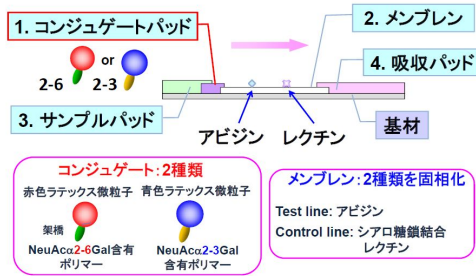 1. コンジュゲートパッド
2. メンブレン
or
2-6
2-3
4. 吸収パッド
3. サンプルパッド
アビジン
レクチン
基材
コンジュゲート：2種類
赤色ラテックス微粒子
青色ラテックス微粒子
架橋
NeuAcα2-6Gal含有
ポリマー
NeuAcα2-3Gal
含有ポリマー
メンブレン：2種類を固相化
Test line: アビジン
Control line: シアロ糖鎖結合
レクチン